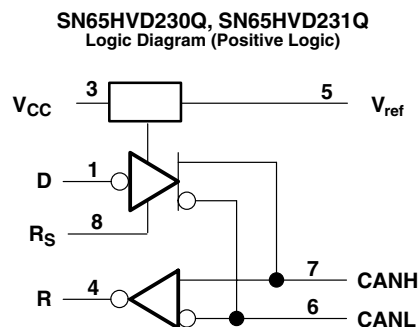 SN65HVD230Q, SN65HVD231Q
Logic Diagram (Positive Logic)
VCC 3 5 Vref
D 1
RS 8
R 4
7 CANH
6 CANL